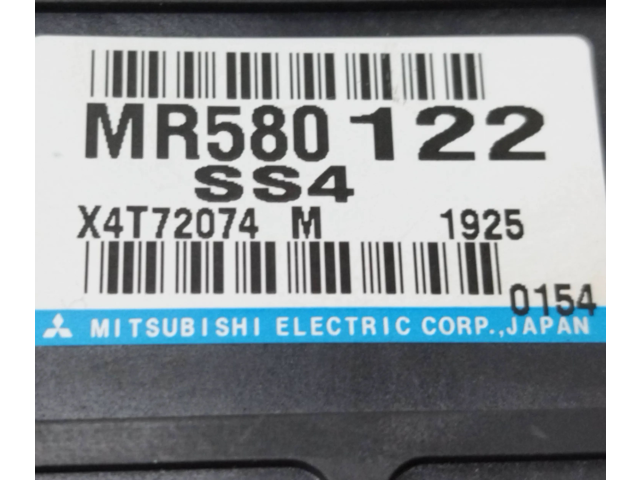 MR580 122
SS4
X4T72074 M 1925
0154
MITSUBISHI ELECTRIC CORP.,JAPAN